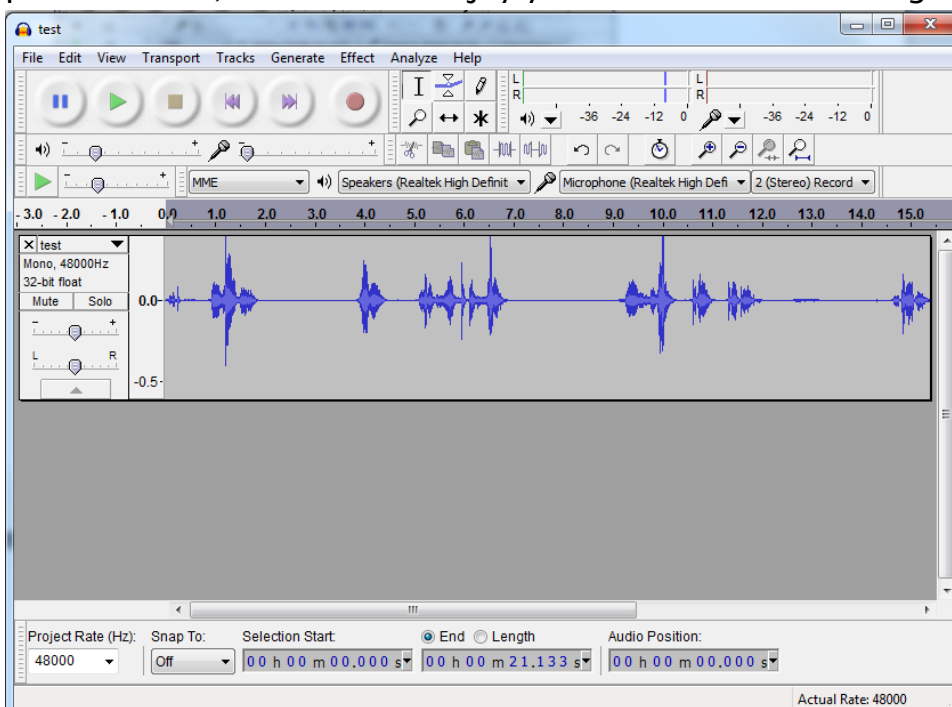 test
File Edit View Transport Tracks Generate Effect Analyze Help
L
R
-36 -24 -12 0
L
R
-36 -24 -12 0
MME
Speakers (Realtek High Definit
Microphone (Realtek High Defi
2 (Stereo) Record
- 3.0 - 2.0 - 1.0 0.0 1.0 2.0 3.0 4.0 5.0 6.0 7.0 8.0 9.0 10.0 11.0 12.0 13.0 14.0 15.0
X test
Mono, 48000Hz
32-bit float
Mute Solo
- +
L R
0.0-
-0.5-
Project Rate (Hz): Snap To: Selection Start: End Length Audio Position:
48000 Off 00 h 00 m 00.000 s 00 h 00 m 21.133 s 00 h 00 m 00.000 s
Actual Rate: 48000